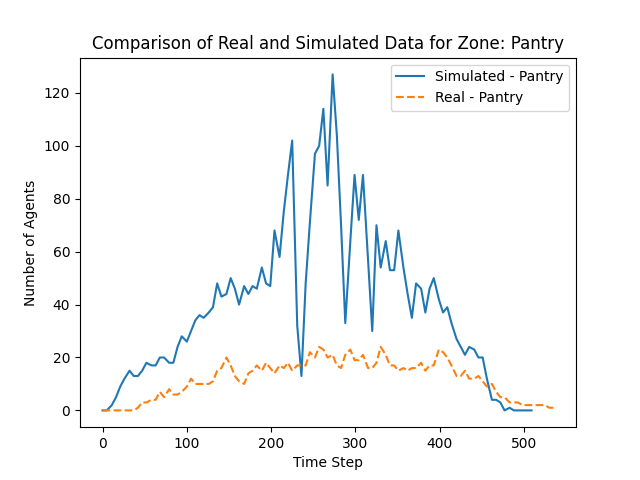 Comparison of Real and Simulated Data for Zone: Pantry
Simulated - Pantry
Real - Pantry
Number of Agents
120
100
80
60
40
20
0
0 100 200 300 400 500
Time Step